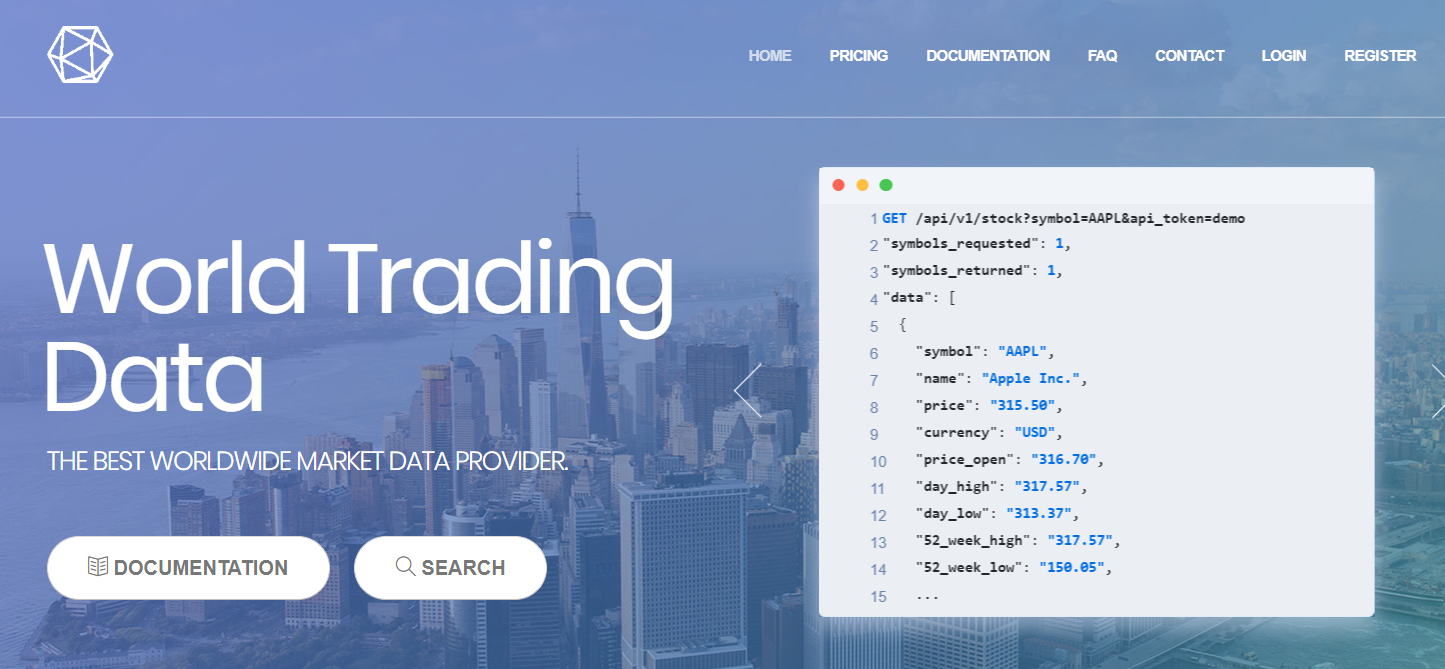 HOME PRICING DOCUMENTATION FAQ CONTACT LOGIN REGISTER
World Trading
Data
THE BEST WORLDWIDE MARKET DATA PROVIDER.
DOCUMENTATION SEARCH
1 GET /api/v1/stock?symbol=AAPL&api_token=demo
2 "symbols_requested": 1,
3 "symbols_returned": 1,
4 "data": [
5 {
6 "symbol": "AAPL",
7 "name": "Apple Inc.",
8 "price": "315.50",
9 "currency": "USD",
10 "price_open": "316.70",
11 "day_high": "317.57",
12 "day_low": "313.37",
13 "52_week_high": "317.57",
14 "52_week_low": "150.05",
15 ...